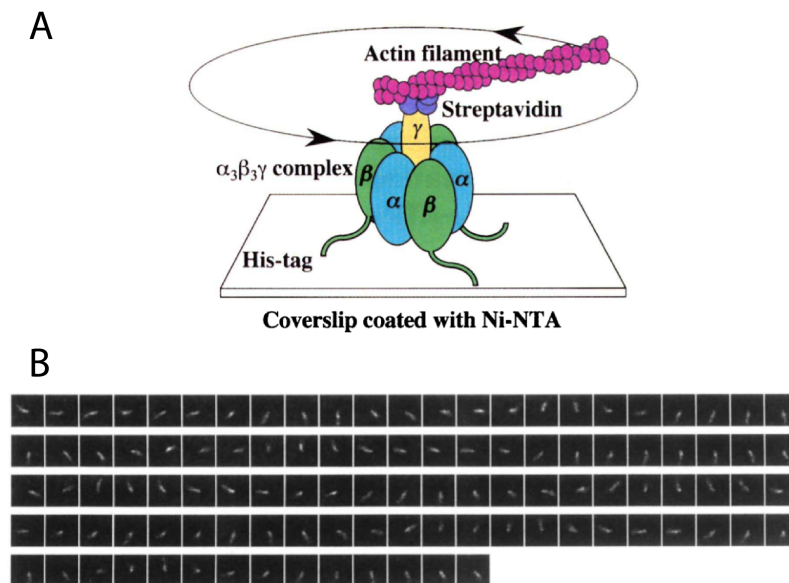 A
Actin filament
Streptavidin
γ
α₃β₃γ complex
β
α
α
β
His-tag
Coverslip coated with Ni-NTA
B